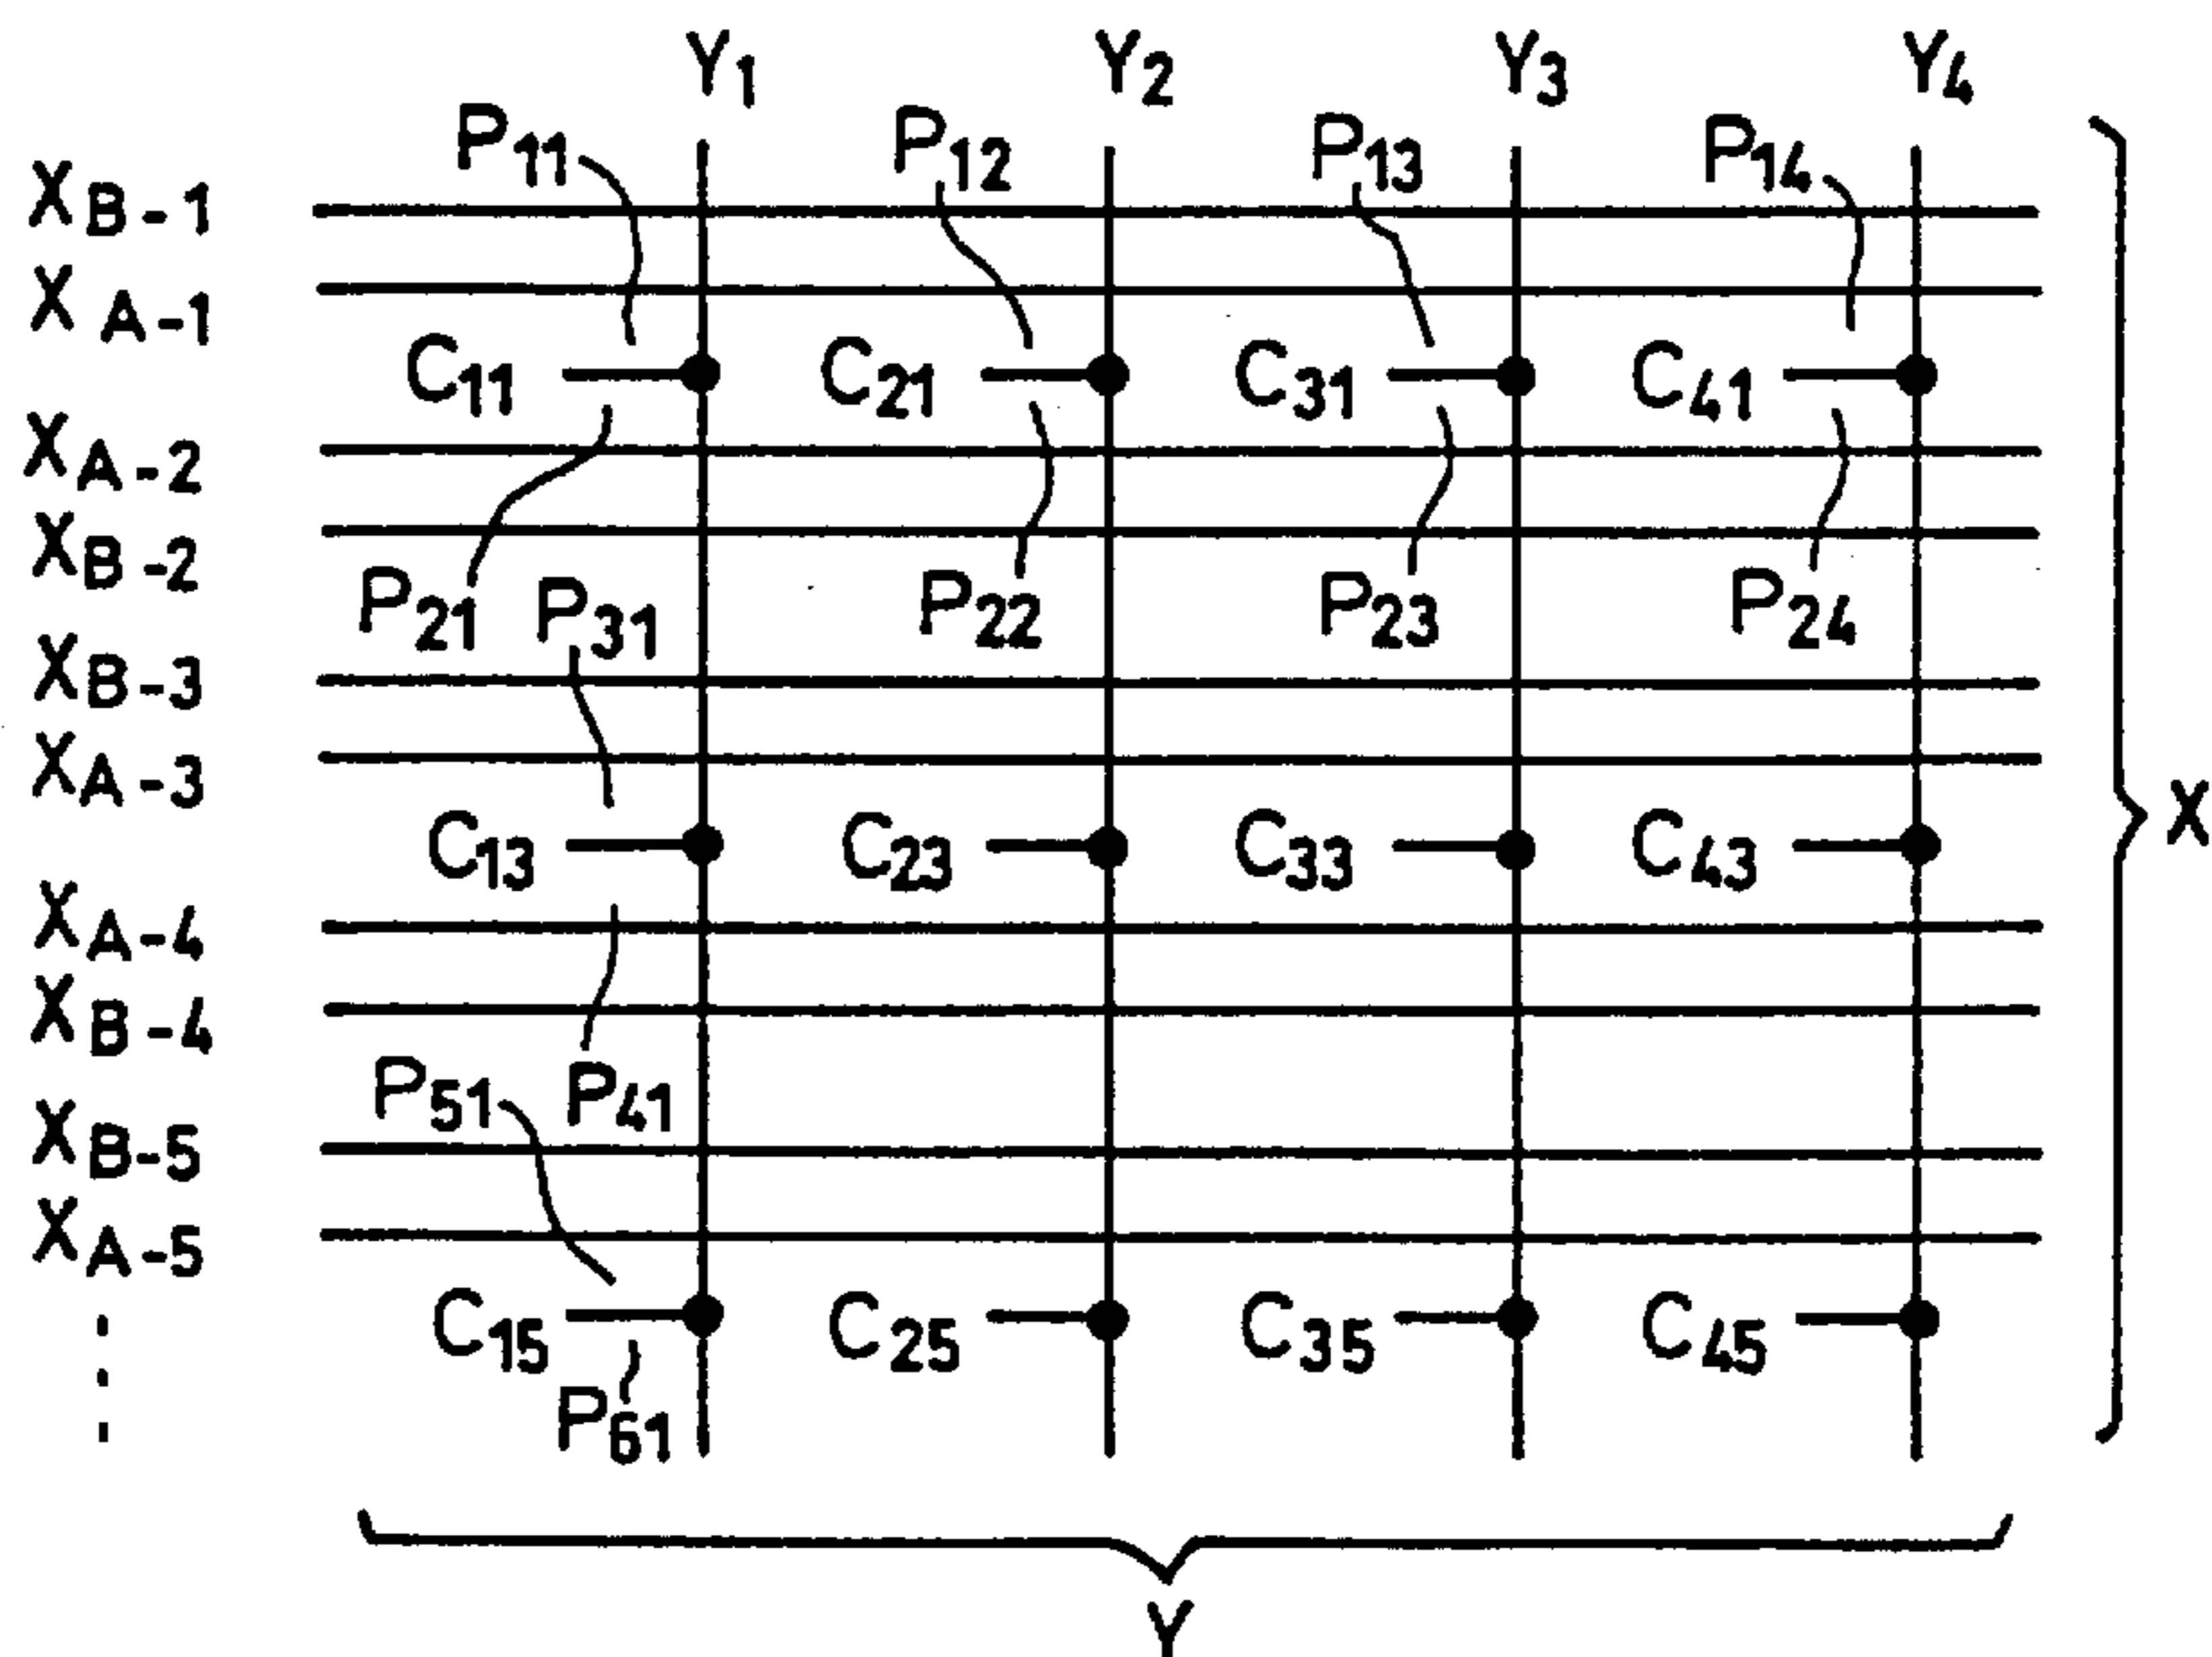 Y1 Y2 Y3 Y4
P11 P12 P13 P14
XB-1
XA-1
C11 C21 C31 C41
XA-2
XB-2
P21 P31 P22 P23 P24
XB-3
XA-3
C13 C23 C33 C43
X
XA-4
XB-4
P51 P41
XB-5
XA-5
C15 C25 C35 C45
P61
Y